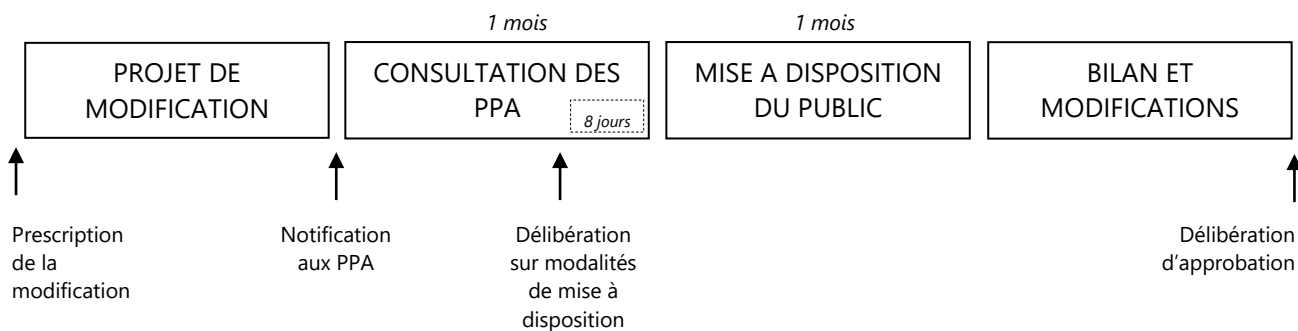 1 mois
1 mois
PROJET DE
MODIFICATION
CONSULTATION DES
PPA
8 jours
MISE A DISPOSITION
DU PUBLIC
BILAN ET
MODIFICATIONS
Prescription
de la
modification
Notification
aux PPA
Délibération
sur modalités
de mise à
disposition
Délibération
d’approbation